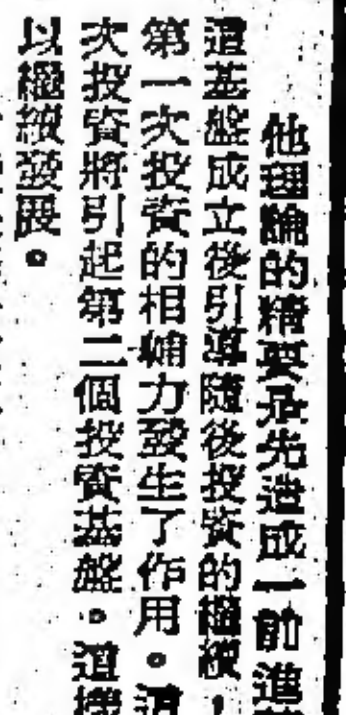 他理論的精要是先造成一前進
這基盤成立後引導隨後投資的繼續，
第一次投資的相輔力發生了作用。這
次投資將引起第二個投資基盤。這樣
以繼續發展。